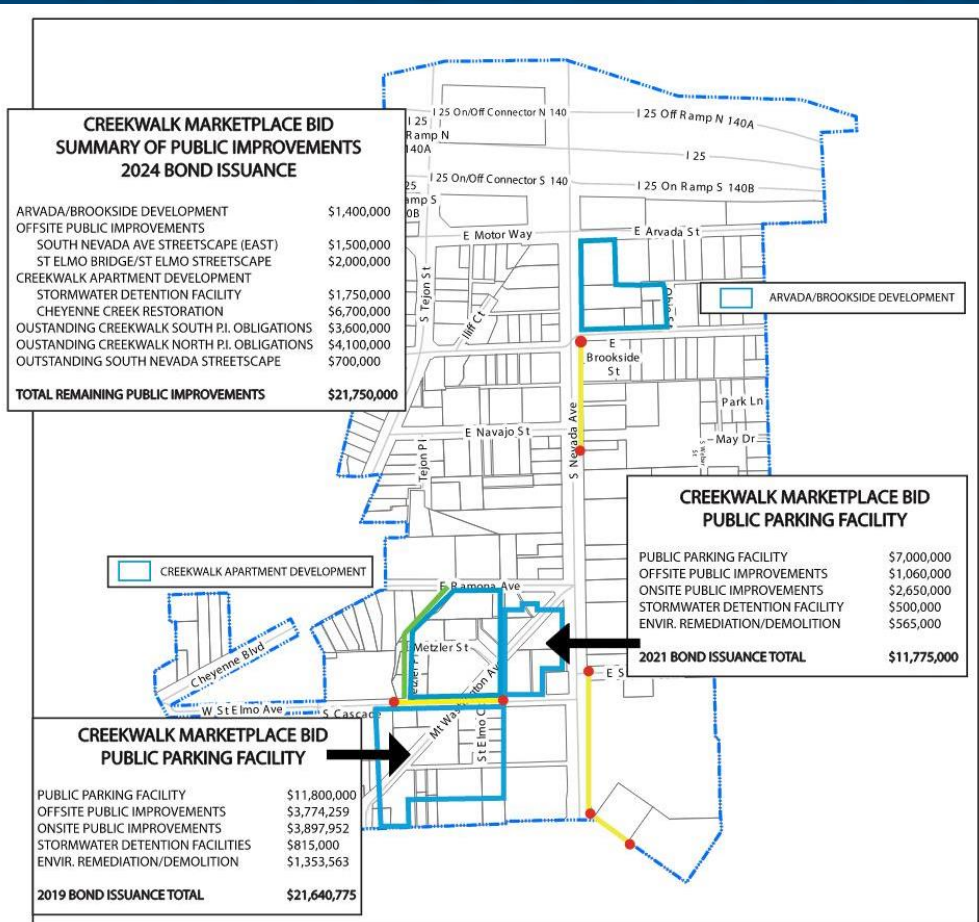 CREEKWALK MARKETPLACE BID
SUMMARY OF PUBLIC IMPROVEMENTS
2024 BOND ISSUANCE
ARVADA/BROOKSIDE DEVELOPMENT $1,400,000
OFFSITE PUBLIC IMPROVEMENTS
SOUTH NEVADA AVE STREETSCAPE (EAST) $1,500,000
ST ELMO BRIDGE/ST ELMO STREETSCAPE $2,000,000
CREEKWALK APARTMENT DEVELOPMENT
STORMWATER DETENTION FACILITY $1,750,000
CHEYENNE CREEK RESTORATION $6,700,000
OUSTANDING CREEKWALK SOUTH P.I. OBLIGATIONS $3,600,000
OUSTANDING CREEKWALK NORTH P.I. OBLIGATIONS $4,100,000
OUTSTANDING SOUTH NEVADA STREETSCAPE $700,000
TOTAL REMAINING PUBLIC IMPROVEMENTS $21,750,000
I 25 On/Off Connector N 140
I 25 Off Ramp N 140A
I 25
Ramp N
140A
I 25
I 25 On/Off Connector S 140
I 25 On Ramp S 140B
25
amp S
0B
E Motor Way
E Arvada St
S Tejon St
Iliff Ct
ARVADA/BROOKSIDE DEVELOPMENT
E
Brookside
St
Park Ln
E Navajo St
May Dr
S Weber
St
Tejon Pl
S Nevada Ave
CREEKWALK MARKETPLACE BID
PUBLIC PARKING FACILITY
PUBLIC PARKING FACILITY $7,000,000
OFFSITE PUBLIC IMPROVEMENTS $1,060,000
ONSITE PUBLIC IMPROVEMENTS $2,650,000
STORMWATER DETENTION FACILITY $500,000
ENVIR. REMEDIATION/DEMOLITION $565,000
2021 BOND ISSUANCE TOTAL $11,775,000
CREEKWALK APARTMENT DEVELOPMENT
E Ramona Ave
E Metzler St
Cheyenne Blvd
W St Elmo Ave
S Cascade
Mt Washington Av
St Elmo C
E S
CREEKWALK MARKETPLACE BID
PUBLIC PARKING FACILITY
PUBLIC PARKING FACILITY $11,800,000
OFFSITE PUBLIC IMPROVEMENTS $3,774,259
ONSITE PUBLIC IMPROVEMENTS $3,897,952
STORMWATER DETENTION FACILITIES $815,000
ENVIR. REMEDIATION/DEMOLITION $1,353,563
2019 BOND ISSUANCE TOTAL $21,640,775